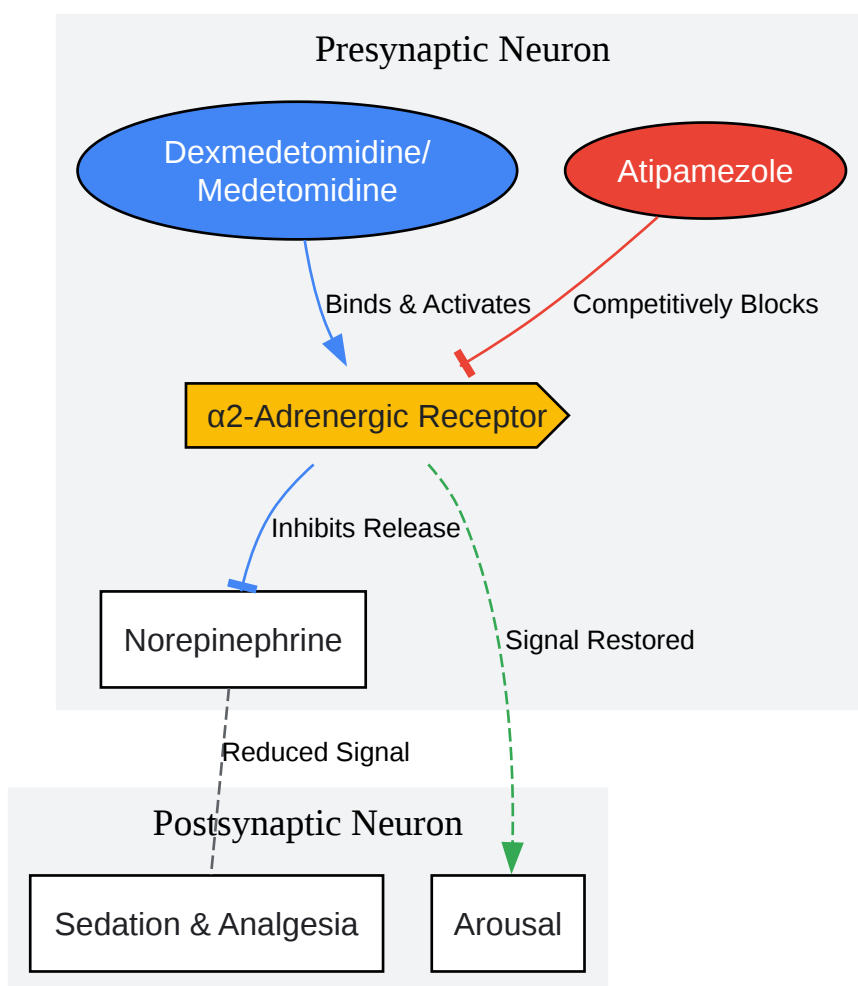 Presynaptic Neuron
Dexmedetomidine/
Medetomidine
Atipamezole
Binds & Activates
Competitively Blocks
α2-Adrenergic Receptor
Inhibits Release
Norepinephrine
Signal Restored
Reduced Signal
Postsynaptic Neuron
Sedation & Analgesia
Arousal